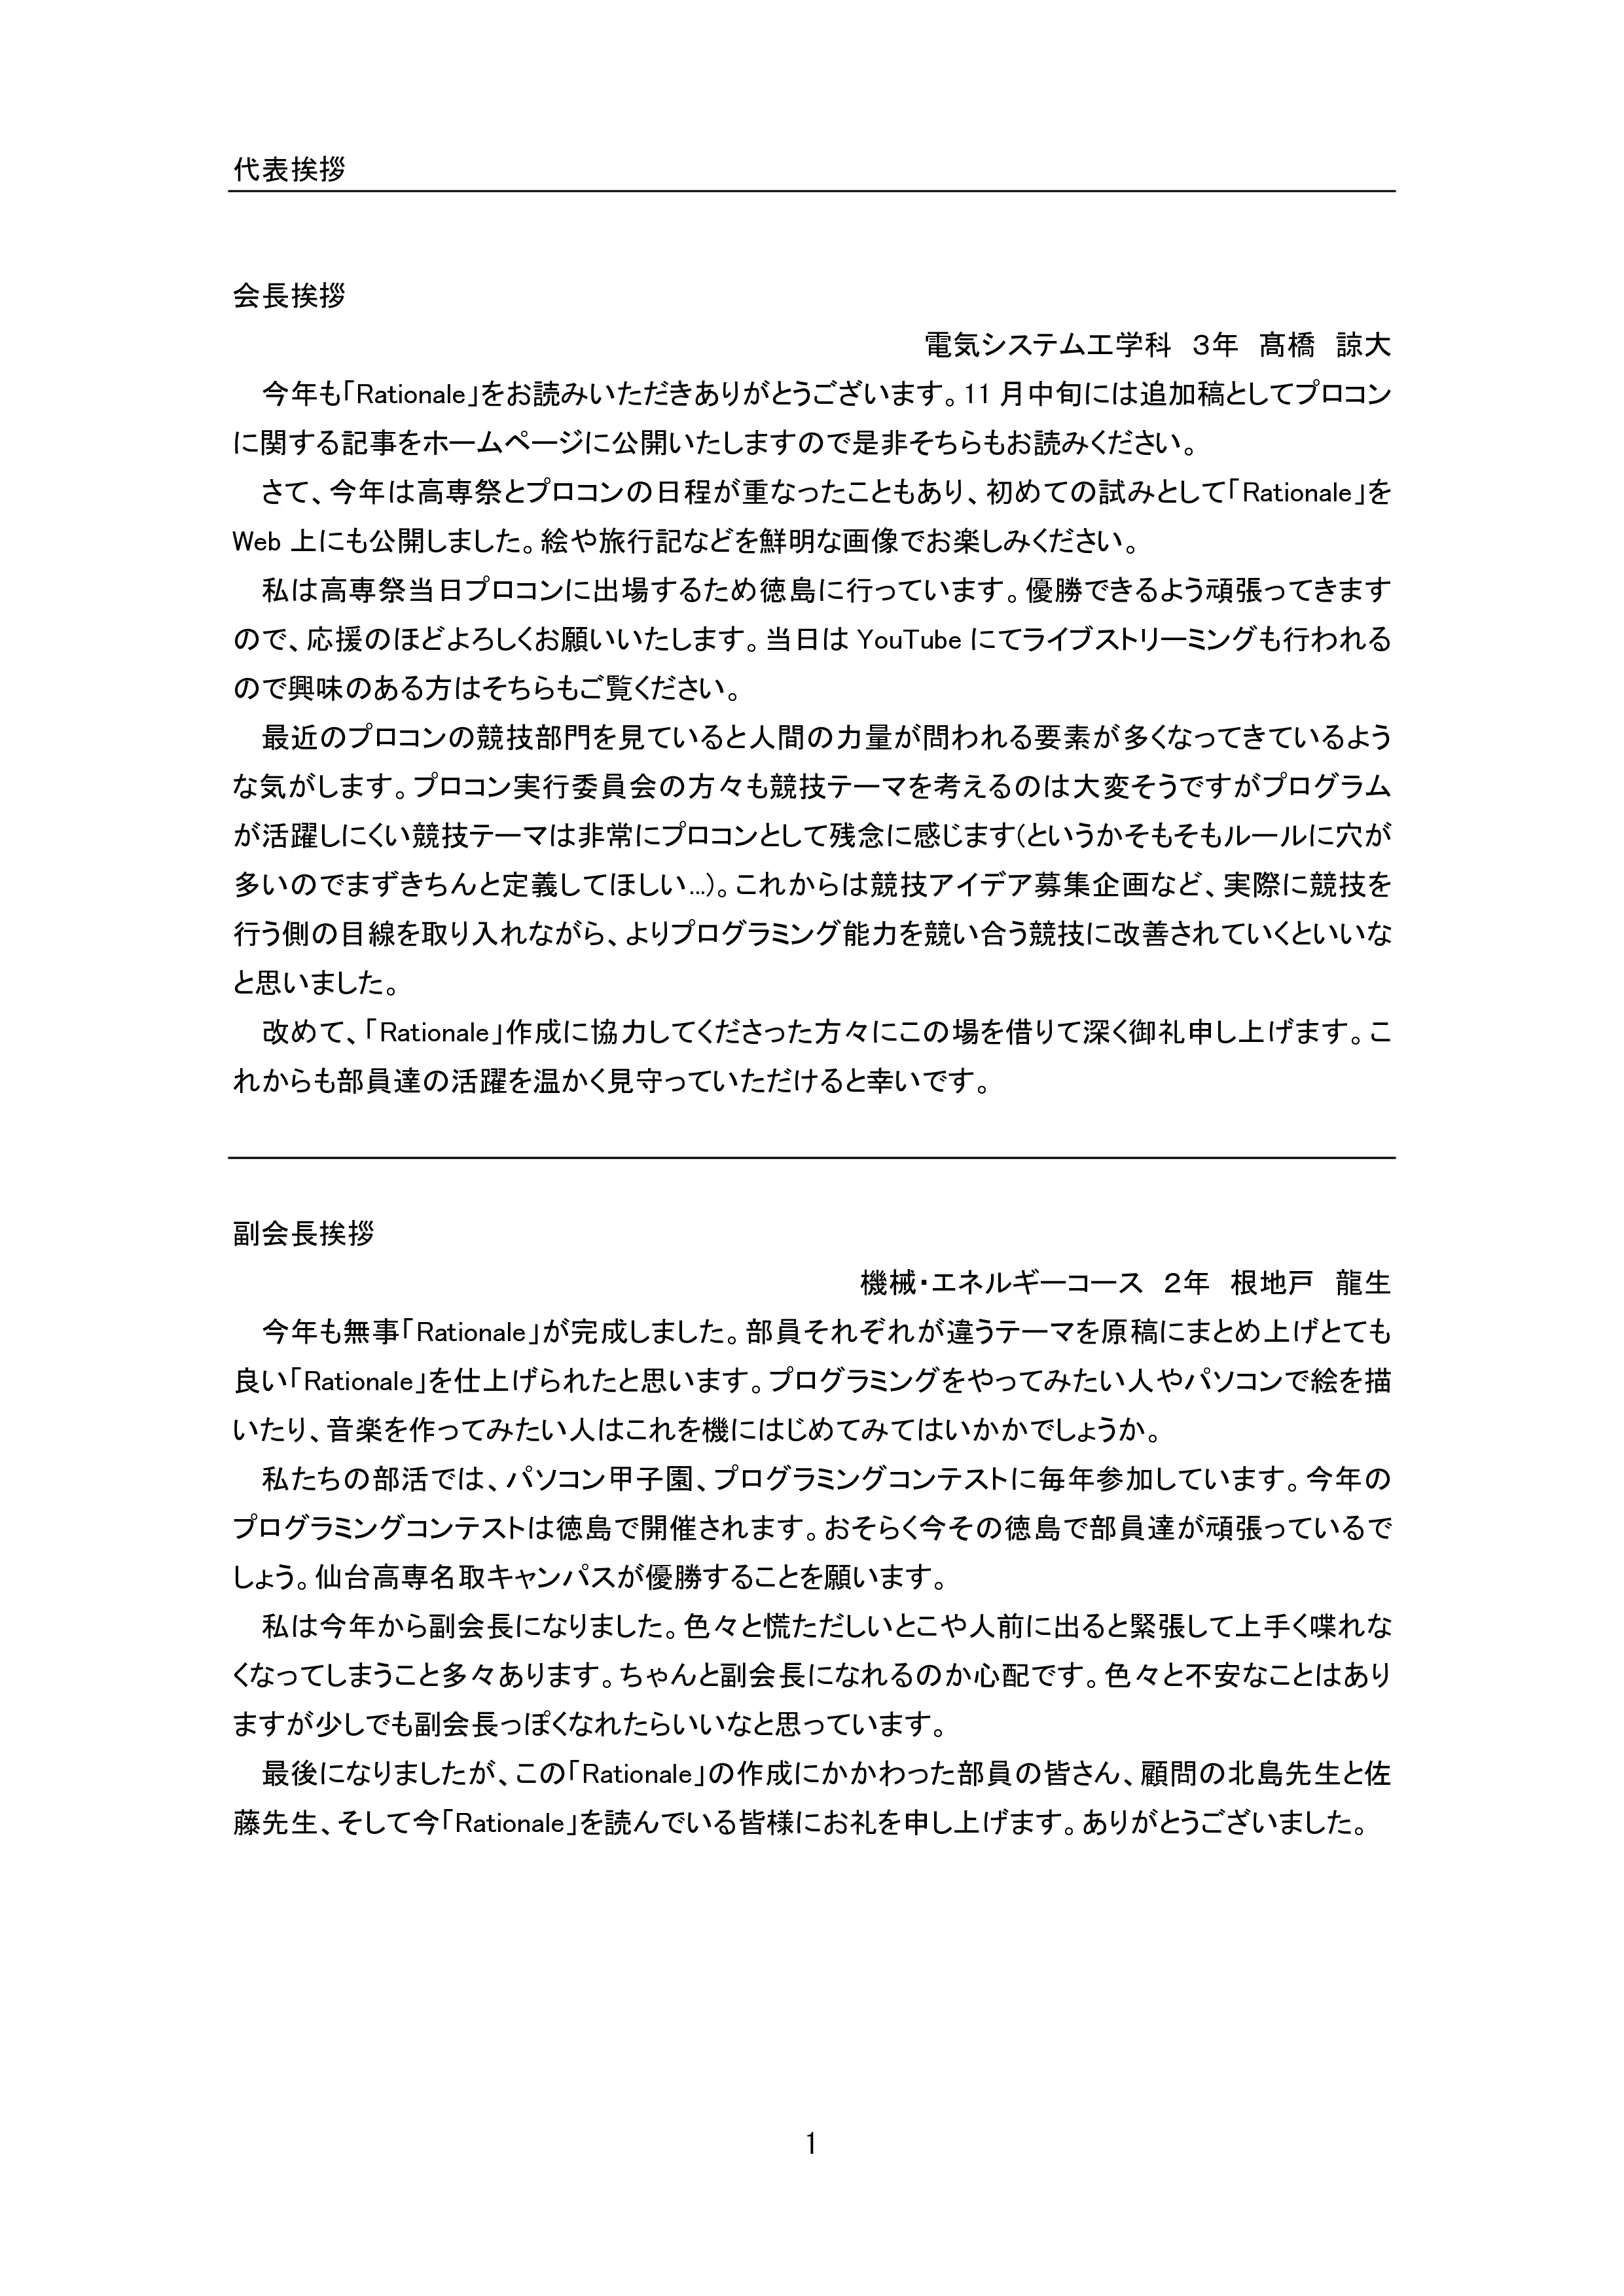 代表挨拶
会長挨拶
電気システム工学科　3年　髙橋　諒大
　今年も「Rationale」をお読みいただきありがとうございます。11 月中旬には追加稿としてプロコン
に関する記事をホームページに公開いたしますので是非そちらもお読みください。
　さて、今年は高専祭とプロコンの日程が重なったこともあり、初めての試みとして「Rationale」を
Web 上にも公開しました。絵や旅行記などを鮮明な画像でお楽しみください。
　私は高専祭当日プロコンに出場するため徳島に行っています。優勝できるよう頑張ってきます
ので、応援のほどよろしくお願いいたします。当日は YouTube にてライブストリーミングも行われる
ので興味のある方はそちらもご覧ください。
　最近のプロコンの競技部門を見ていると人間の力量が問われる要素が多くなってきているよう
な気がします。プロコン実行委員会の方々も競技テーマを考えるのは大変そうですがプログラム
が活躍しにくい競技テーマは非常にプロコンとして残念に感じます(というかそもそもルールに穴が
多いのでまずきちんと定義してほしい...)。これからは競技アイデア募集企画など、実際に競技を
行う側の目線を取り入れながら、よりプログラミング能力を競い合う競技に改善されていくといいな
と思いました。
　改めて、「Rationale」作成に協力してくださった方々にこの場を借りて深く御礼申し上げます。こ
れからも部員達の活躍を温かく見守っていただけると幸いです。
副会長挨拶
機械・エネルギーコース　2年　根地戸　龍生
　今年も無事「Rationale」が完成しました。部員それぞれが違うテーマを原稿にまとめ上げとても
良い「Rationale」を仕上げられたと思います。プログラミングをやってみたい人やパソコンで絵を描
いたり、音楽を作ってみたい人はこれを機にはじめてみてはいかかでしょうか。
　私たちの部活では、パソコン甲子園、プログラミングコンテストに毎年参加しています。今年の
プログラミングコンテストは徳島で開催されます。おそらく今その徳島で部員達が頑張っているで
しょう。仙台高専名取キャンパスが優勝することを願います。
　私は今年から副会長になりました。色々と慌ただしいとこや人前に出ると緊張して上手く喋れな
くなってしまうこと多々あります。ちゃんと副会長になれるのか心配です。色々と不安なことはあり
ますが少しでも副会長っぽくなれたらいいなと思っています。
　最後になりましたが、この「Rationale」の作成にかかわった部員の皆さん、顧問の北島先生と佐
藤先生、そして今「Rationale」を読んでいる皆様にお礼を申し上げます。ありがとうございました。
1